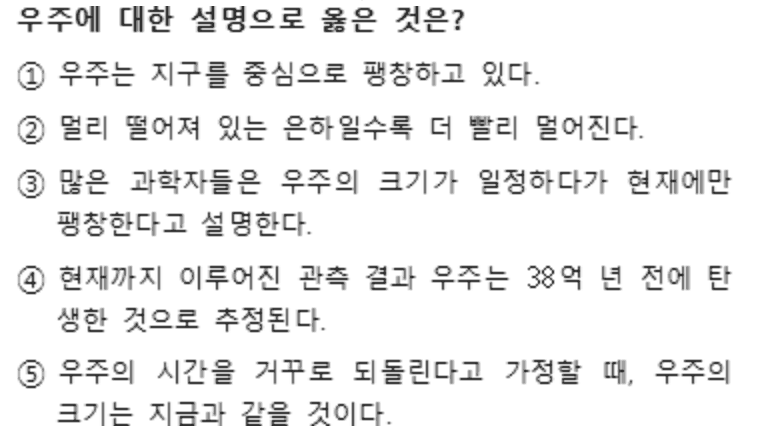 우주에 대한 설명으로 옳은 것은?
① 우주는 지구를 중심으로 팽창하고 있다.
② 멀리 떨어져 있는 은하일수록 더 빨리 멀어진다.
③ 많은 과학자들은 우주의 크기가 일정하다가 현재에만
팽창한다고 설명한다.
④ 현재까지 이루어진 관측 결과 우주는 38억 년 전에 탄
생한 것으로 추정된다.
⑤ 우주의 시간을 거꾸로 되돌린다고 가정할 때, 우주의
크기는 지금과 같을 것이다.